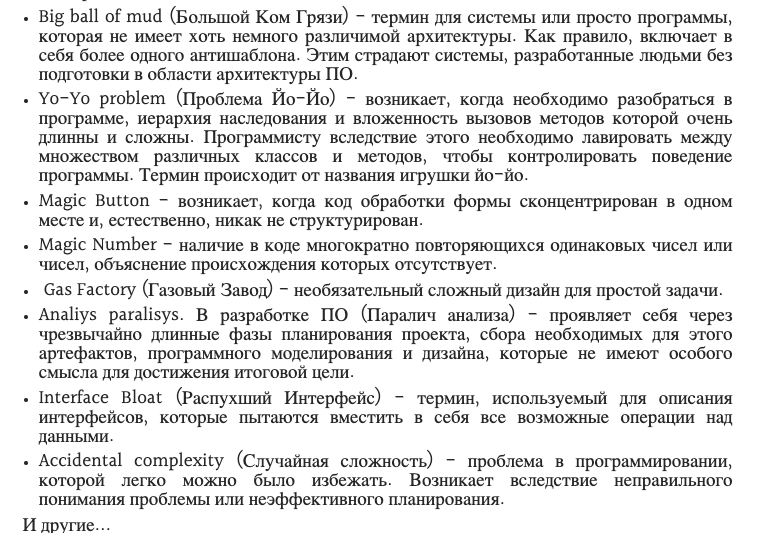 • Big ball of mud (Большой Ком Грязи) – термин для системы или просто программы,
которая не имеет хоть немного различимой архитектуры. Как правило, включает в
себя более одного антишаблона. Этим страдают системы, разработанные людьми без
подготовки в области архитектуры ПО.
• Yo–Yo problem (Проблема Йо–Йо) – возникает, когда необходимо разобраться в
программе, иерархия наследования и вложенность вызовов методов которой очень
длинны и сложны. Программисту вследствие этого необходимо лавировать между
множеством различных классов и методов, чтобы контролировать поведение
программы. Термин происходит от названия игрушки йо–йо.
• Magic Button – возникает, когда код обработки формы сконцентрирован в одном
месте и, естественно, никак не структурирован.
• Magic Number – наличие в коде многократно повторяющихся одинаковых чисел или
чисел, объяснение происхождения которых отсутствует.
• Gas Factory (Газовый Завод) – необязательный сложный дизайн для простой задачи.
• Analiys paralisys. В разработке ПО (Паралич анализа) – проявляет себя через
чрезвычайно длинные фазы планирования проекта, сбора необходимых для этого
артефактов, программного моделирования и дизайна, которые не имеют особого
смысла для достижения итоговой цели.
• Interface Bloat (Распухший Интерфейс) – термин, используемый для описания
интерфейсов, которые пытаются вместить в себя все возможные операции над
данными.
• Accidental complexity (Случайная сложность) – проблема в программировании,
которой легко можно было избежать. Возникает вследствие неправильного
понимания проблемы или неэффективного планирования.
И другие...